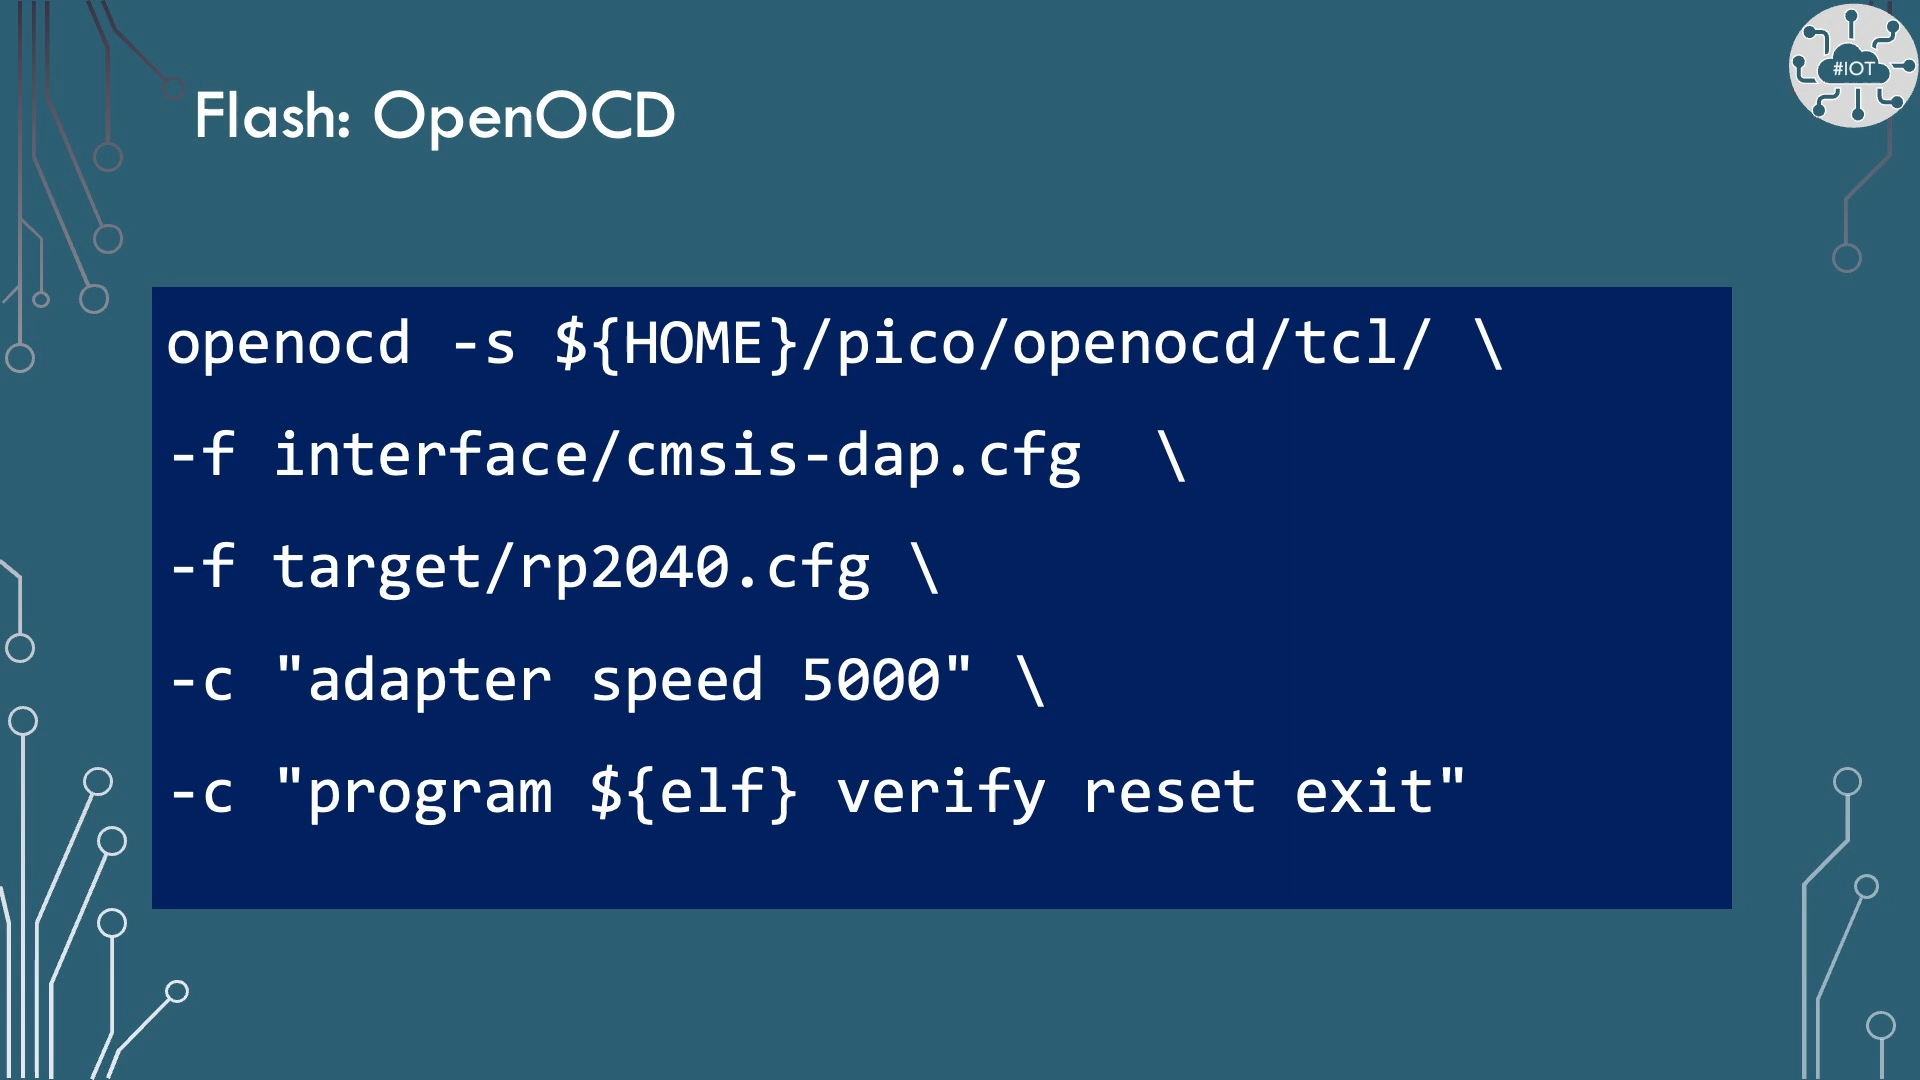 #IOT
Flash: OpenOCD
openocd -s ${HOME}/pico/openocd/tcl/ \
-f interface/cmsis-dap.cfg  \
-f target/rp2040.cfg \
-c "adapter speed 5000" \
-c "program ${elf} verify reset exit"